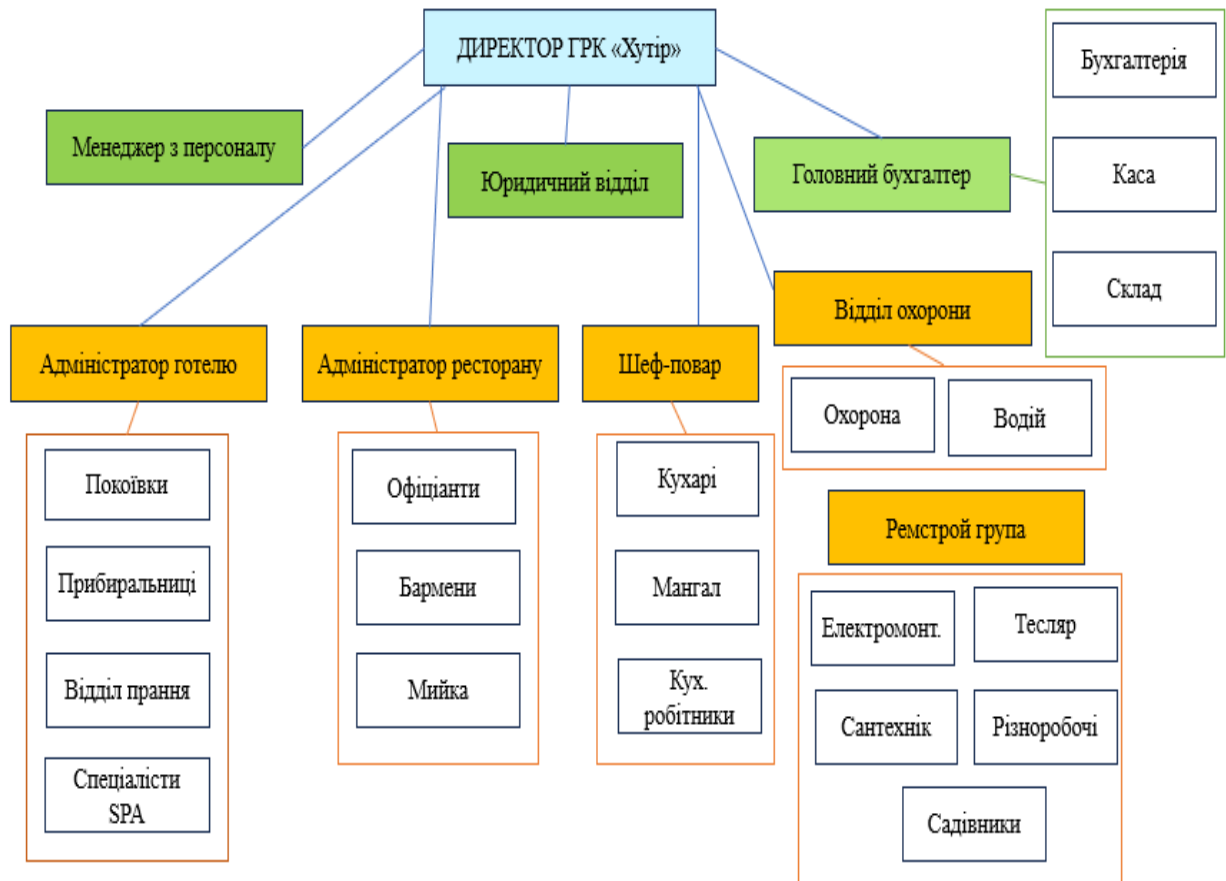 ДИРЕКТОР ГРК «Хутір»
Менеджер з персоналу
Юридичний відділ
Головний бухгалтер
Бухгалтерія
Каса
Склад
Адміністратор готелю
Покоївки
Прибиральниці
Відділ прання
Спеціалісти
SPA
Адміністратор ресторану
Офіціанти
Бармени
Мийка
Шеф-повар
Кухарі
Мангал
Кух.
робітники
Відділ охорони
Охорона
Водій
Ремстрой група
Електромонт.
Тесляр
Сантехнік
Різноробочі
Садівники